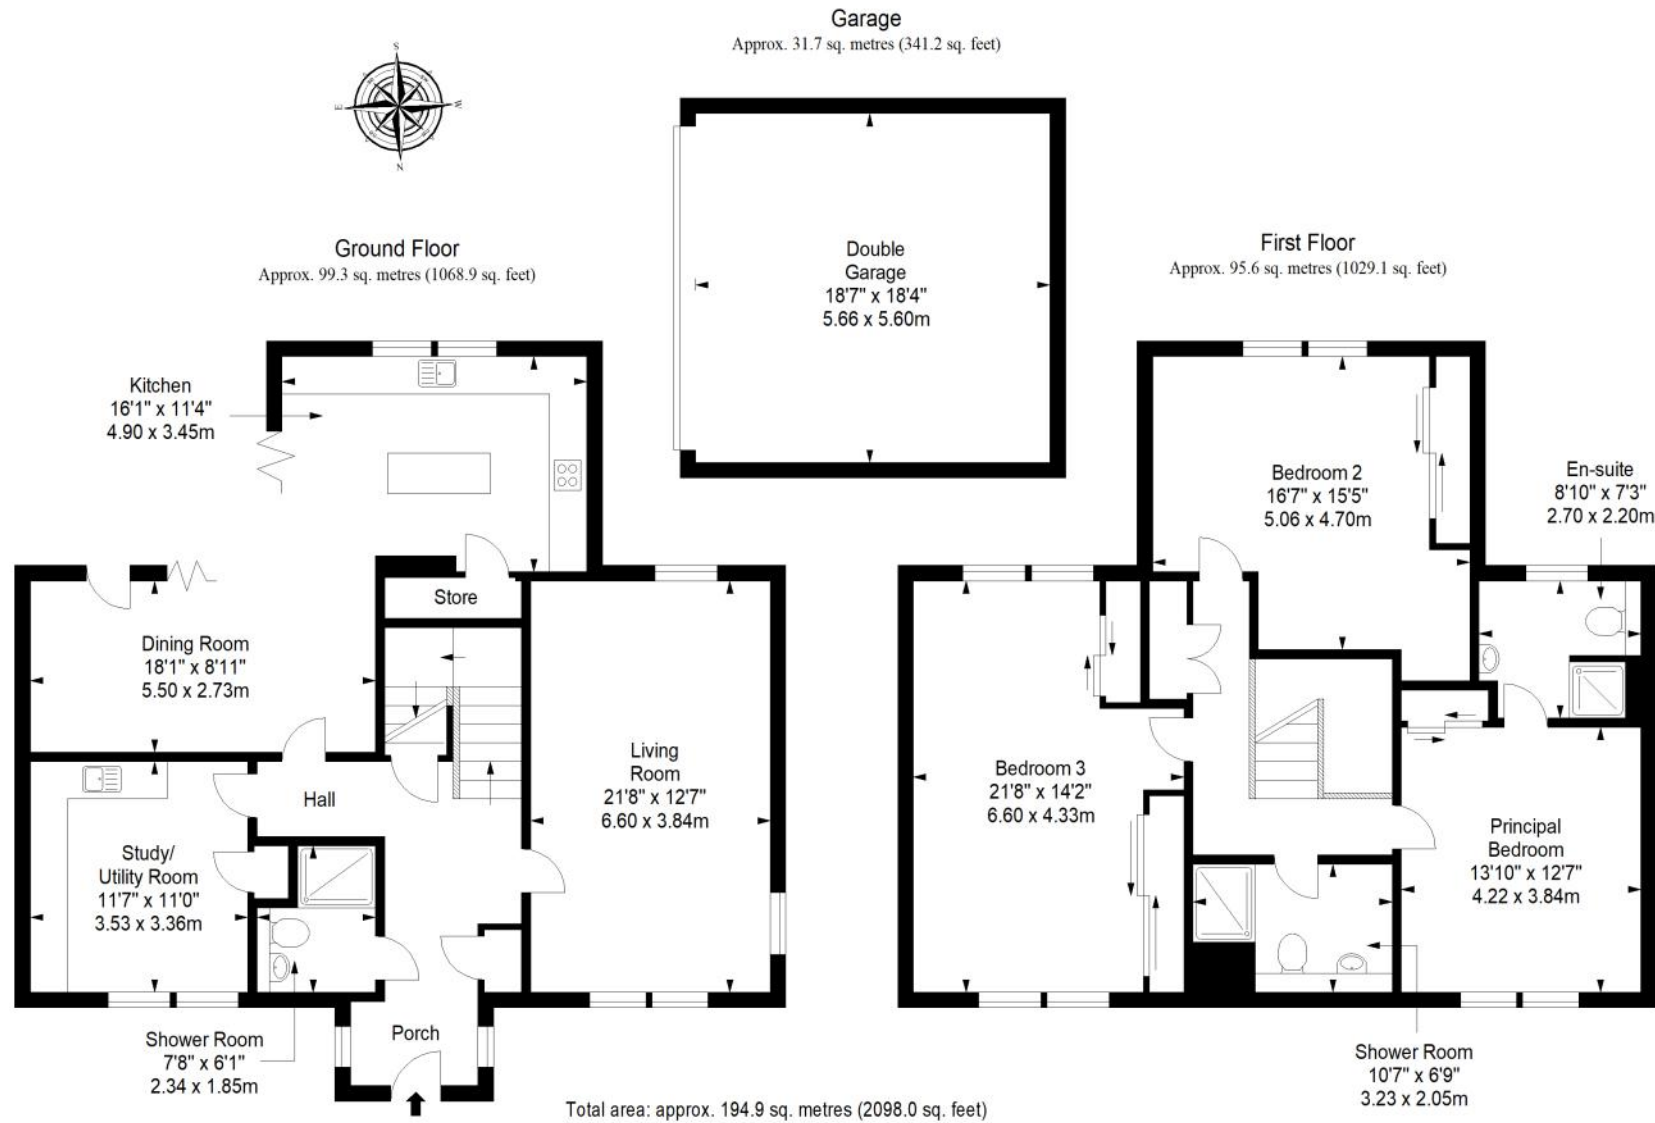 Garage
Approx. 31.7 sq. metres (341.2 sq. feet)
S
E
W
N
Ground Floor
Approx. 99.3 sq. metres (1068.9 sq. feet)
First Floor
Approx. 95.6 sq. metres (1029.1 sq. feet)
Double
Garage
18'7" x 18'4"
5.66 x 5.60m
Kitchen
16'1" x 11'4"
4.90 x 3.45m
Store
Dining Room
18'1" x 8'11"
5.50 x 2.73m
Living
Room
21'8" x 12'7"
6.60 x 3.84m
Hall
Study/
Utility Room
11'7" x 11'0"
3.53 x 3.36m
Shower Room
7'8" x 6'1"
2.34 x 1.85m
Porch
Bedroom 2
16'7" x 15'5"
5.06 x 4.70m
En-suite
8'10" x 7'3"
2.70 x 2.20m
Bedroom 3
21'8" x 14'2"
6.60 x 4.33m
Principal
Bedroom
13'10" x 12'7"
4.22 x 3.84m
Shower Room
10'7" x 6'9"
3.23 x 2.05m
Total area: approx. 194.9 sq. metres (2098.0 sq. feet)